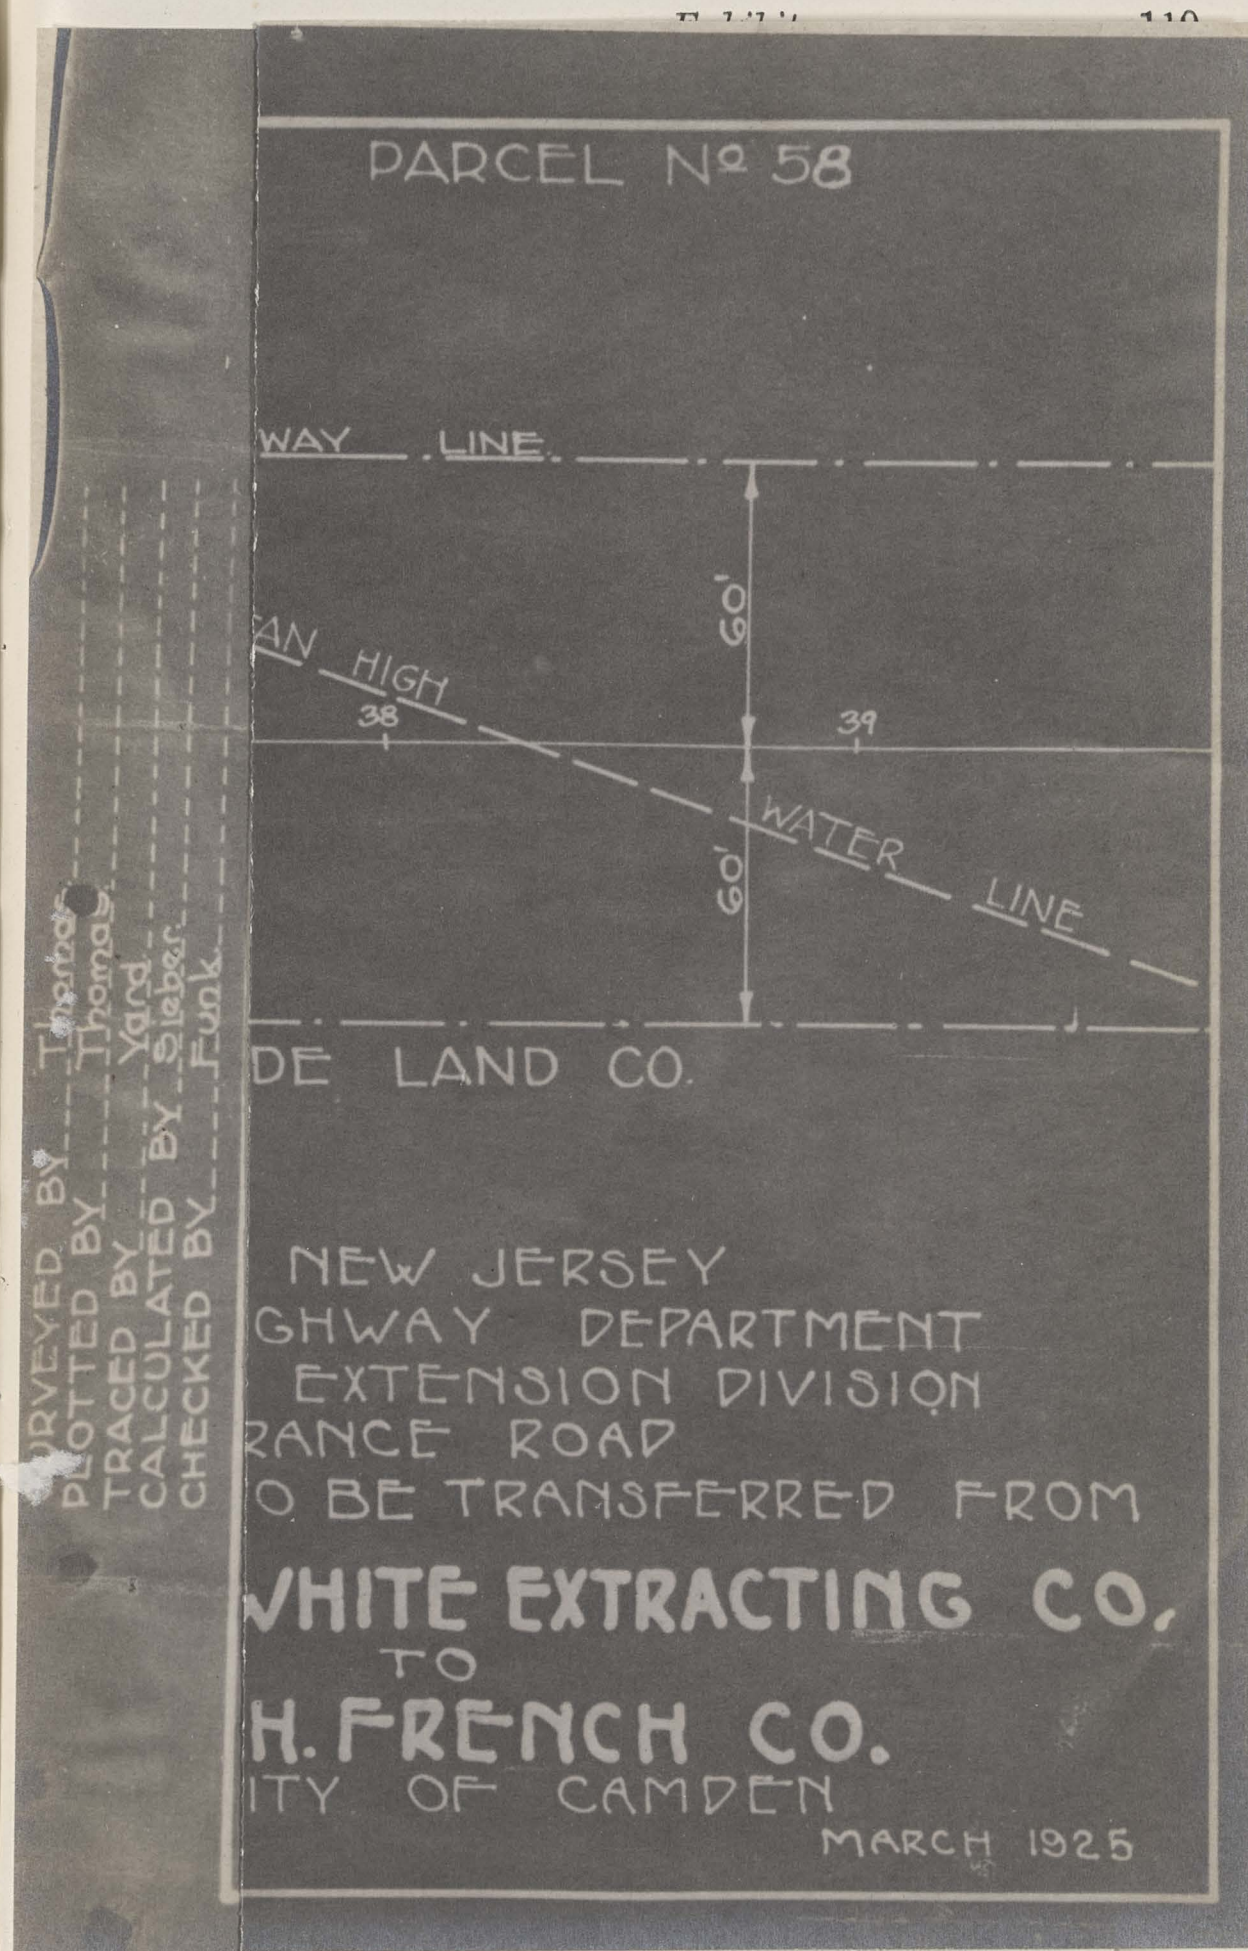 PARCEL Nº 58
WAY LINE
60'
AN HIGH
38
39
WATER LINE
60'
DE LAND CO.
NEW JERSEY
GHWAY DEPARTMENT
EXTENSION DIVISION
RANCE ROAD
O BE TRANSFERRED FROM
WHITE EXTRACTING CO.
TO
H. FRENCH CO.
ITY OF CAMDEN
MARCH 1925
URVEYED BY Thomas
PLOTTED BY Thomas
TRACED BY Yard
CALCULATED BY Sieber
CHECKED BY Funk